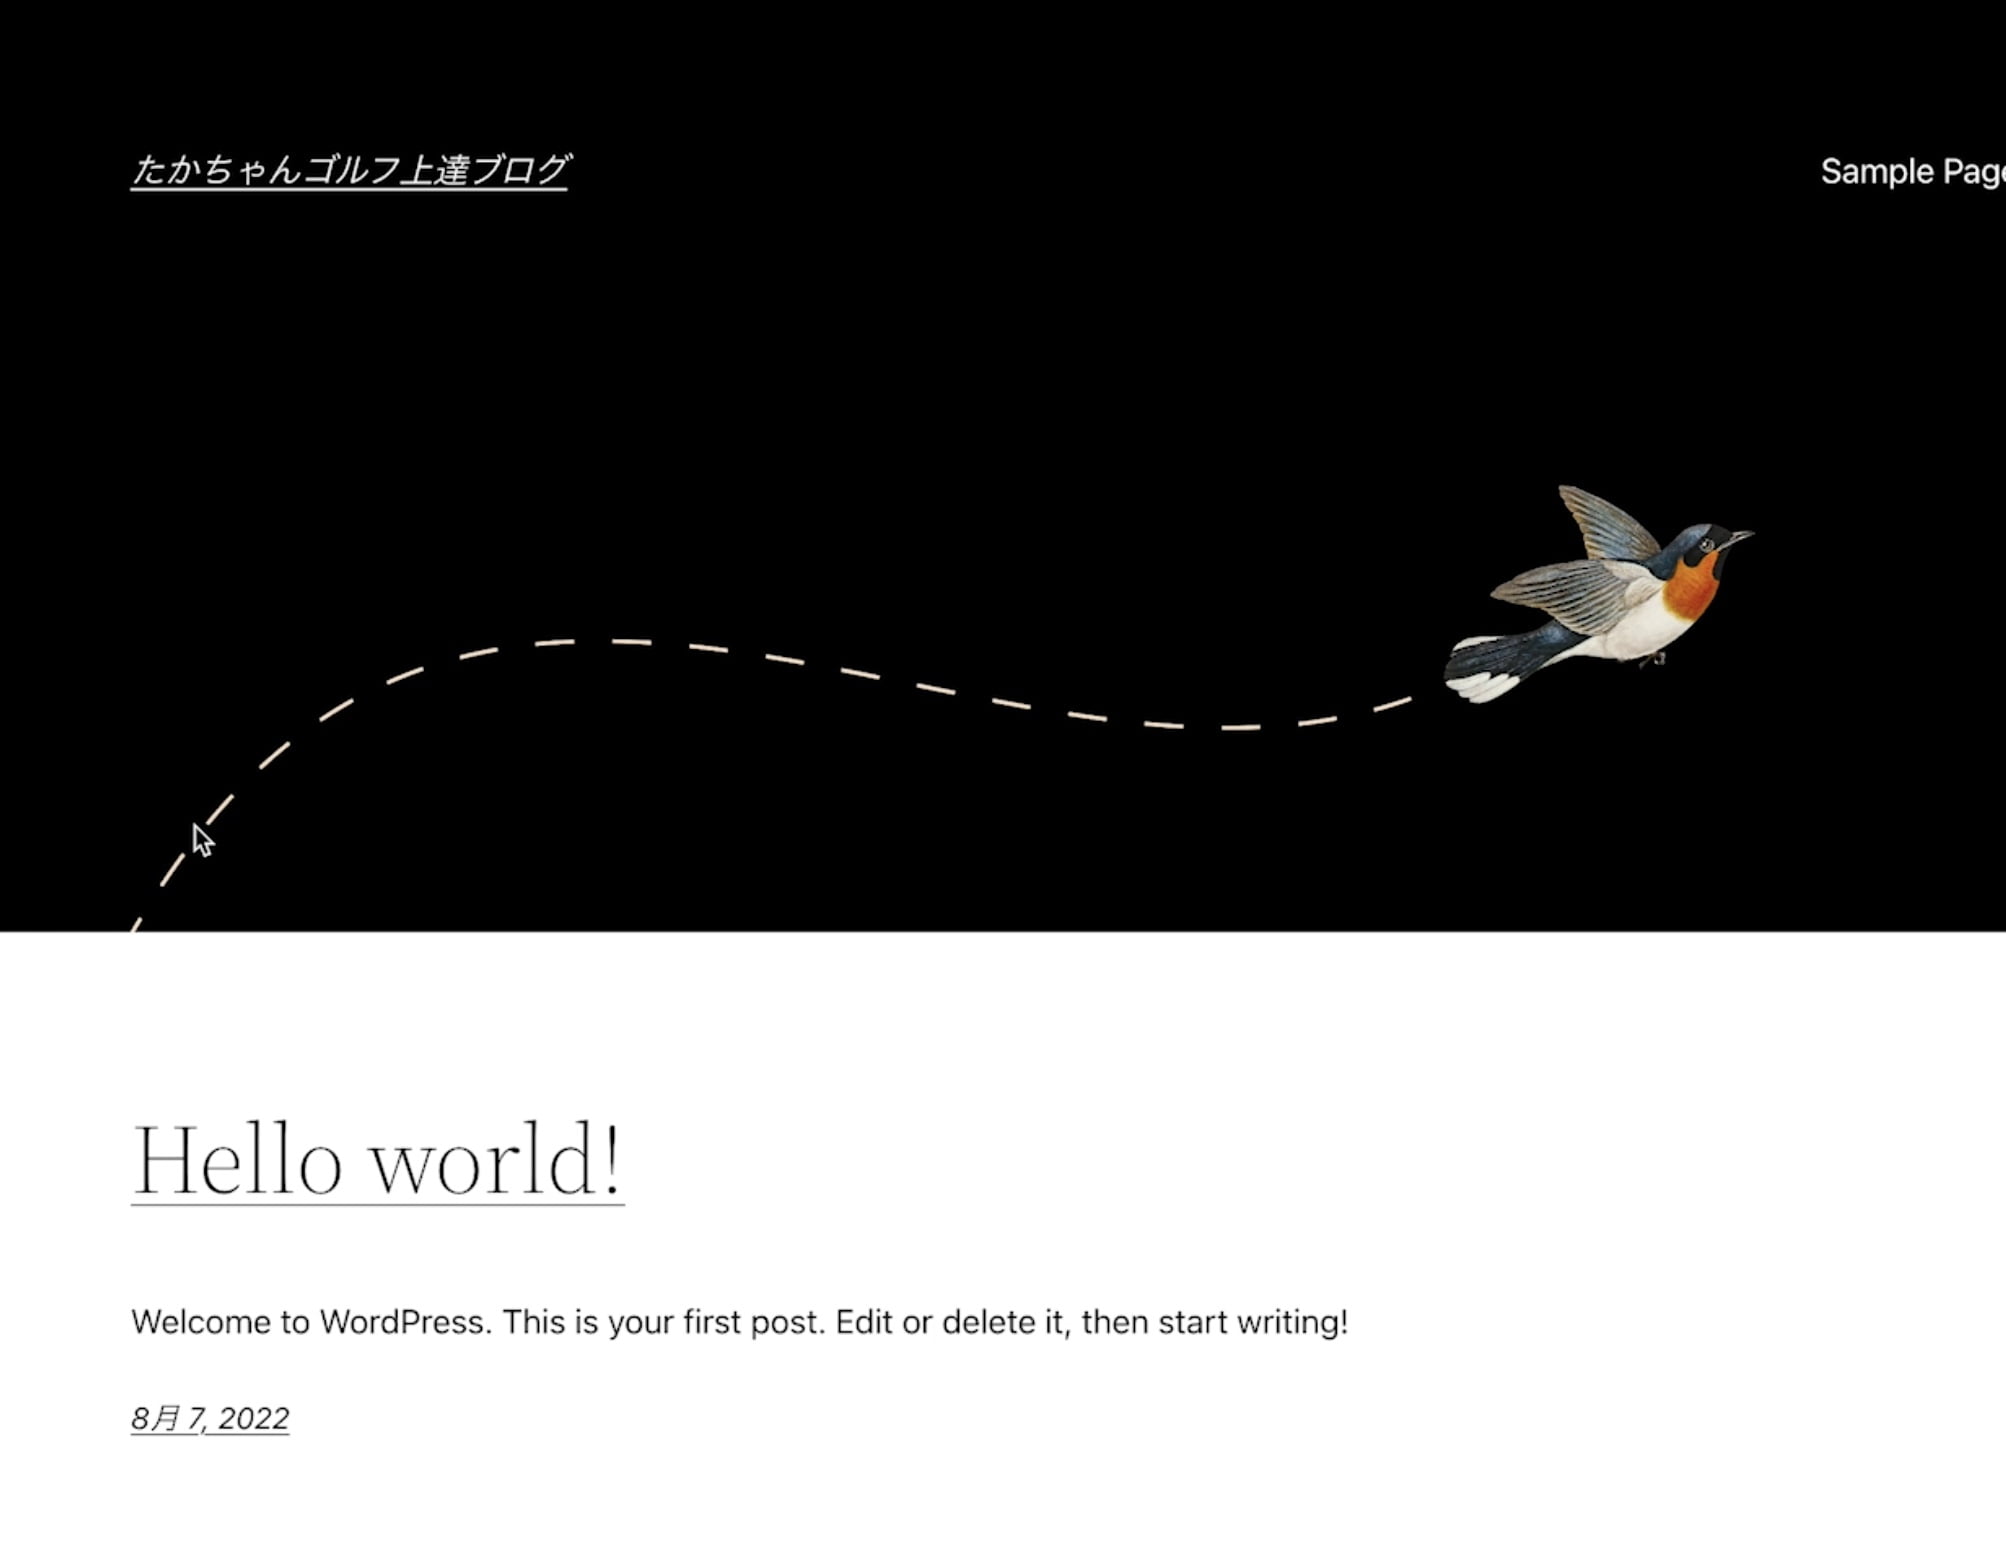 たかちゃんゴルフ上達ブログ
Sample Page
Hello world!
Welcome to WordPress. This is your first post. Edit or delete it, then start writing!
8月 7, 2022